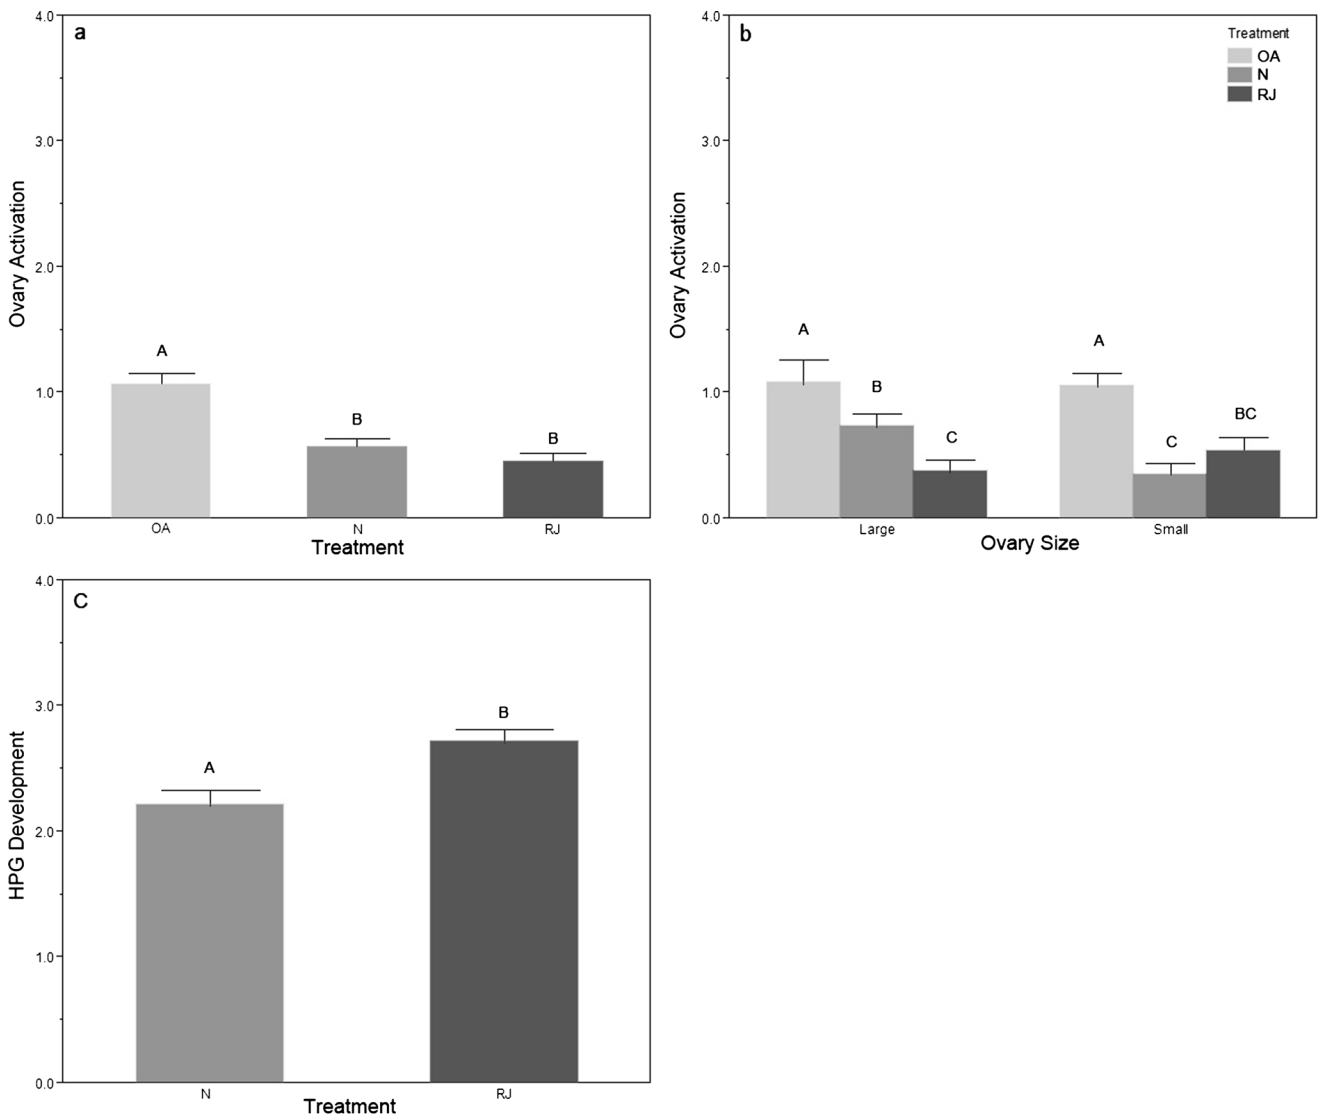 a
4.0
3.0
2.0
1.0
0.0
Ovary Activation
A
B
B
OA N RJ
Treatment
b
Treatment
OA
N
RJ
4.0
3.0
2.0
1.0
0.0
Ovary Activation
A
B
C
A
C
BC
Large Small
Ovary Size
C
4.0
3.0
2.0
1.0
0.0
HPG Development
A
B
N RJ
Treatment